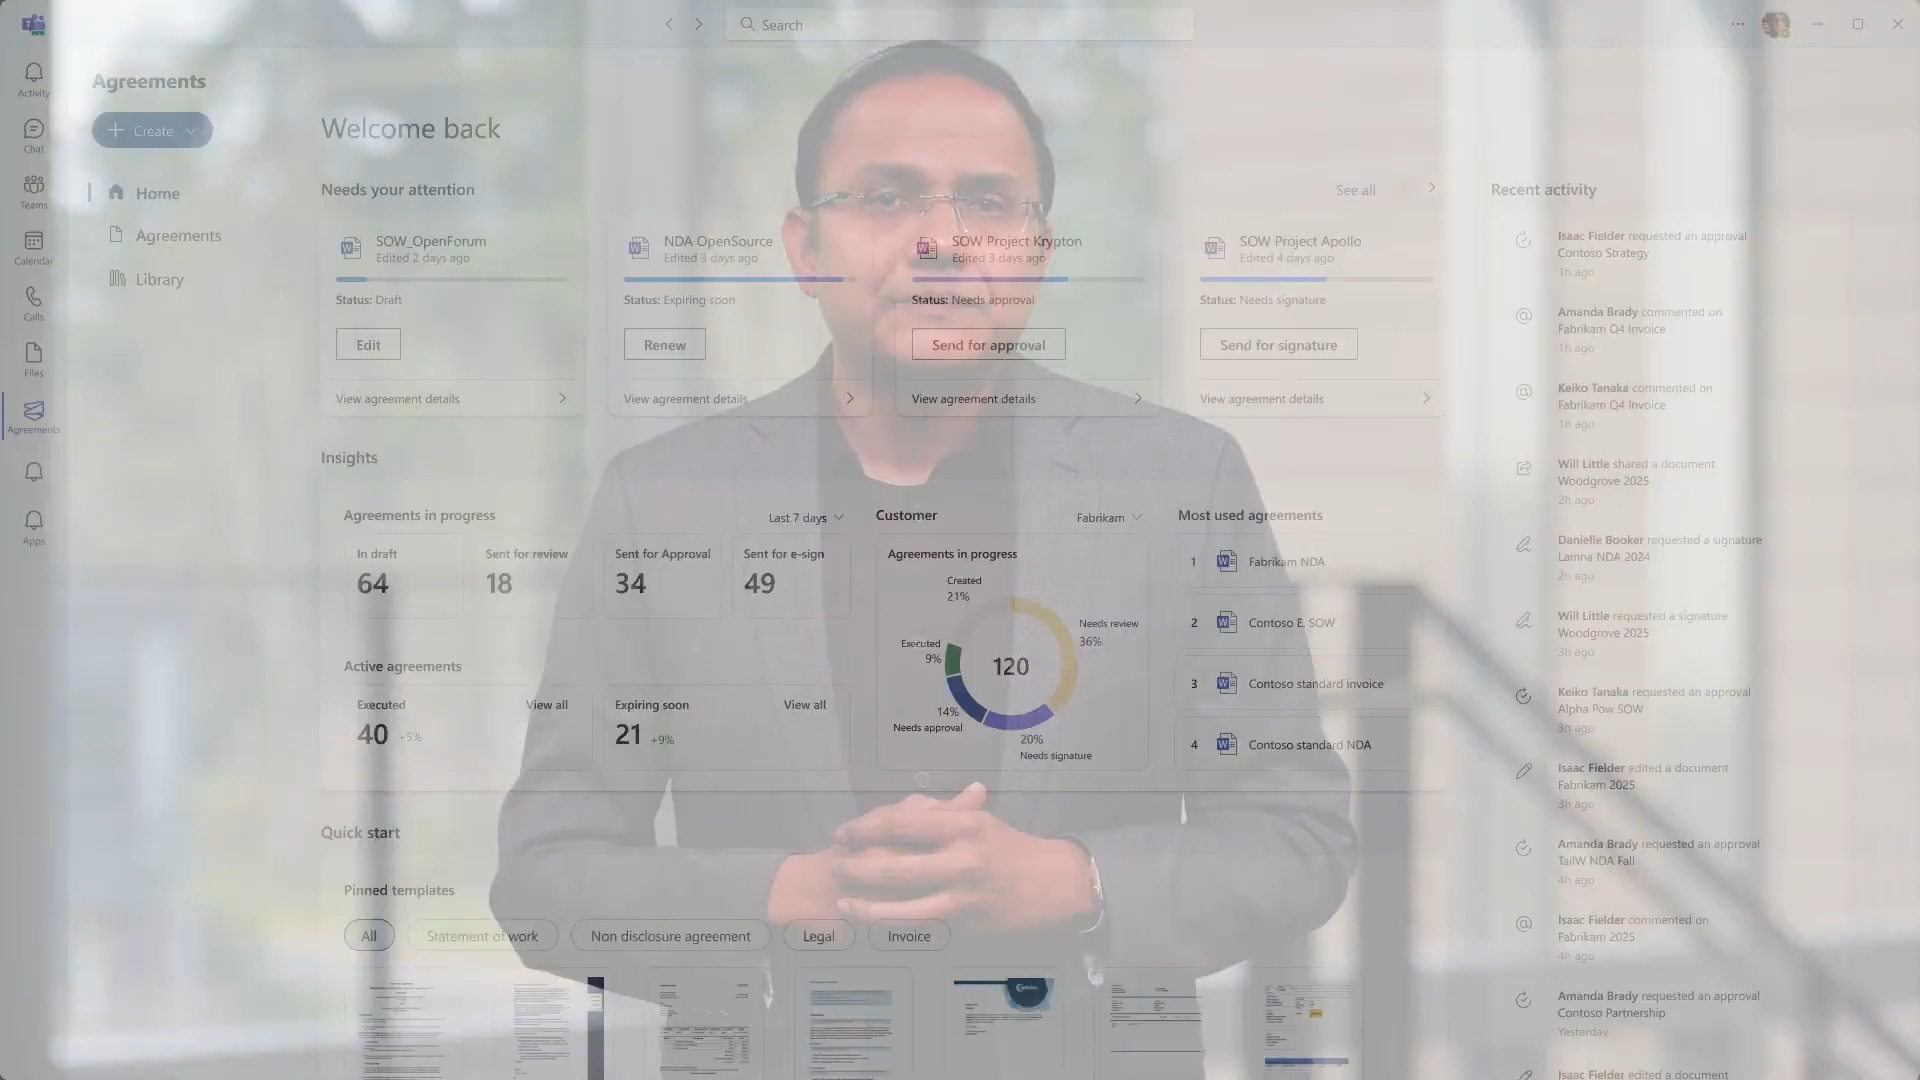 Search
Activity
Chat
Teams
Calendar
Calls
Files
Agreements
Apps
Agreements
Create
Home
Agreements
Library
Welcome back
Needs your attention
See all
SOW_OpenForum
Edited 2 days ago
Status: Draft
Edit
View agreement details
NDA OpenSource
Edited 3 days ago
Status: Expiring soon
Renew
View agreement details
SOW Project Krypton
Edited 3 days ago
Status: Needs approval
Send for approval
View agreement details
SOW Project Apollo
Edited 4 days ago
Status: Needs signature
Send for signature
View agreement details
Insights
Agreements in progress
Last 7 days
In draft
64
Sent for review
18
Sent for Approval
34
Sent for e-sign
49
Active agreements
Executed
View all
40 +5%
Expiring soon
View all
21 +9%
Customer
Fabrikam
Agreements in progress
Created
21%
Needs review
36%
Executed
9%
120
14%
Needs approval
20%
Needs signature
Most used agreements
1 Fabrikam NDA
2 Contoso E. SOW
3 Contoso standard invoice
4 Contoso standard NDA
Quick start
Pinned templates
All
Statement of work
Non disclosure agreement
Legal
Invoice
Recent activity
Isaac Fielder requested an approval
Contoso Strategy
1h ago
Amanda Brady commented on
Fabrikam Q4 Invoice
1h ago
Keiko Tanaka commented on
Fabrikam Q4 Invoice
1h ago
Will Little shared a document
Woodgrove 2025
2h ago
Danielle Booker requested a signature
Lamna NDA 2024
2h ago
Will Little requested a signature
Woodgrove 2025
3h ago
Keiko Tanaka requested an approval
Alpha Pow SOW
3h ago
Isaac Fielder edited a document
Fabrikam 2025
3h ago
Amanda Brady requested an approval
TailW NDA Fall
4h ago
Isaac Fielder commented on
Fabrikam 2025
4h ago
Amanda Brady requested an approval
Contoso Partnership
Yesterday
Isaac Fielder edited a document